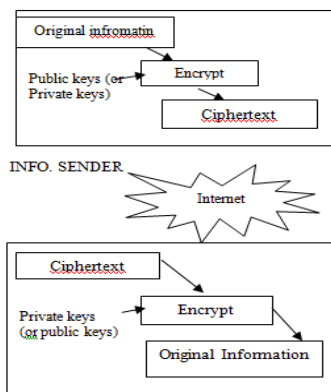 Original infromatin
Public keys (or
Private keys)
Encrypt
Ciphertext
INFO. SENDER
Internet
Ciphertext
Private keys
(or public keys)
Encrypt
Original Information